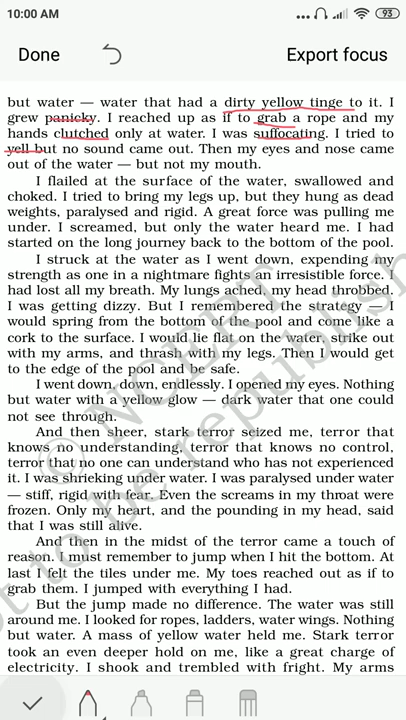 10:00 AM
93
Done
Export focus
but water — water that had a dirty yellow tinge to it. I
grew panicky. I reached up as if to grab a rope and my
hands clutched only at water. I was suffocating. I tried to
yell but no sound came out. Then my eyes and nose came
out of the water — but not my mouth.
I flailed at the surface of the water, swallowed and
choked. I tried to bring my legs up, but they hung as dead
weights, paralysed and rigid. A great force was pulling me
under. I screamed, but only the water heard me. I had
started on the long journey back to the bottom of the pool.
I struck at the water as I went down, expending my
strength as one in a nightmare fights an irresistible force. I
had lost all my breath. My lungs ached, my head throbbed.
I was getting dizzy. But I remembered the strategy — I
would spring from the bottom of the pool and come like a
cork to the surface. I would lie flat on the water, strike out
with my arms, and thrash with my legs. Then I would get
to the edge of the pool and be safe.
I went down, down, endlessly. I opened my eyes. Nothing
but water with a yellow glow — dark water that one could
not see through.
And then sheer, stark terror seized me, terror that
knows no understanding, terror that knows no control,
terror that no one can understand who has not experienced
it. I was shrieking under water. I was paralysed under water
— stiff, rigid with fear. Even the screams in my throat were
frozen. Only my heart, and the pounding in my head, said
that I was still alive.
And then in the midst of the terror came a touch of
reason. I must remember to jump when I hit the bottom. At
last I felt the tiles under me. My toes reached out as if to
grab them. I jumped with everything I had.
But the jump made no difference. The water was still
around me. I looked for ropes, ladders, water wings. Nothing
but water. A mass of yellow water held me. Stark terror
took an even deeper hold on me, like a great charge of
electricity. I shook and trembled with fright. My arms
© NCERT
not to be republish